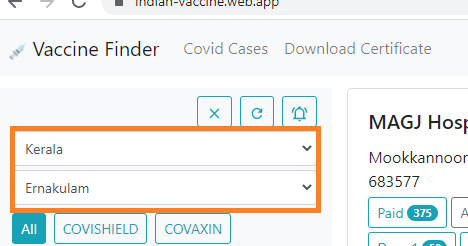 indian-vaccine.web.app
Vaccine Finder
Covid Cases
Download Certificate
Kerala
Ernakulam
All
COVISHIELD
COVAXIN
MAGJ Hosp
Mookkannoor
683577
Paid 375